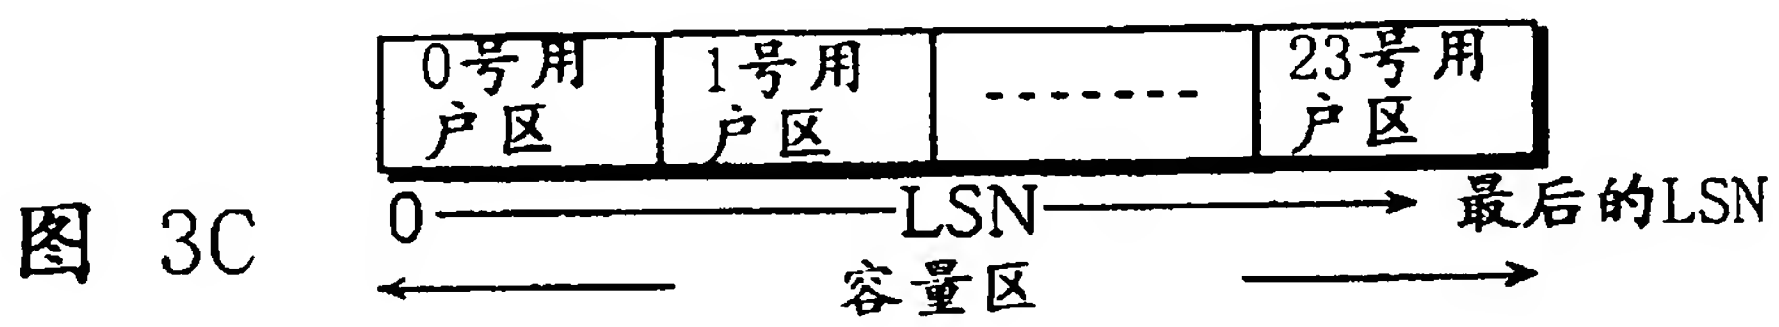 0号用
户区
1号用
户区
23号用
户区
0 LSN 最后的LSN
图 3C
容量区